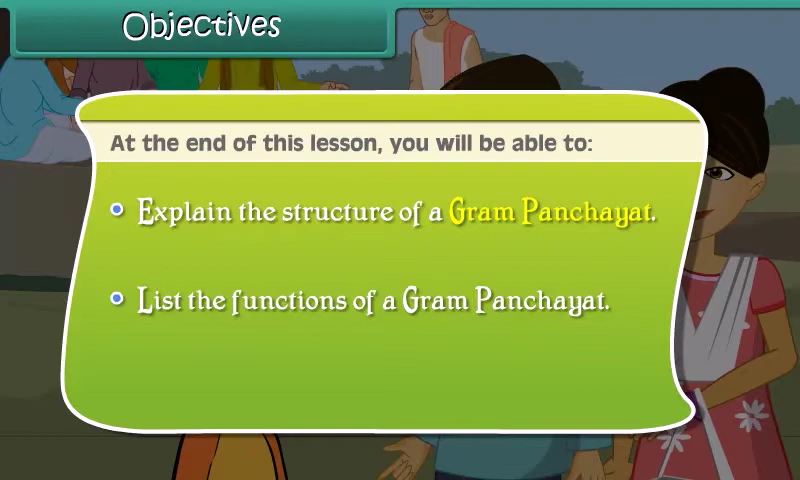 Objectives
At the end of this lesson, you will be able to:
Explain the structure of a Gram Panchayat.
List the functions of a Gram Panchayat.